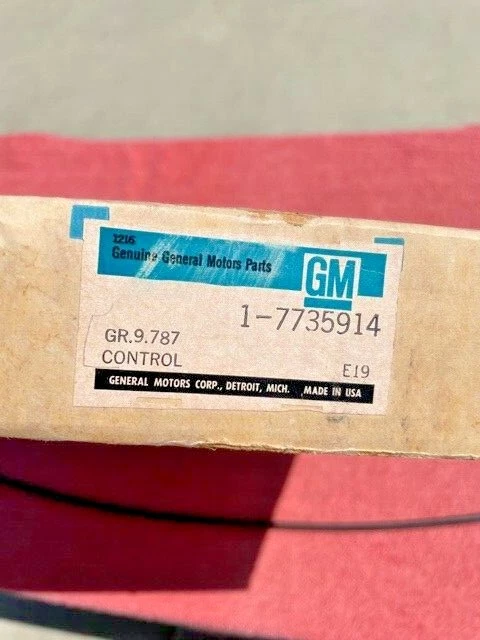 1216
Genuine General Motors Parts
GM
1-7735914
GR.9.787
CONTROL
E19
GENERAL MOTORS CORP., DETROIT, MICH. MADE IN USA